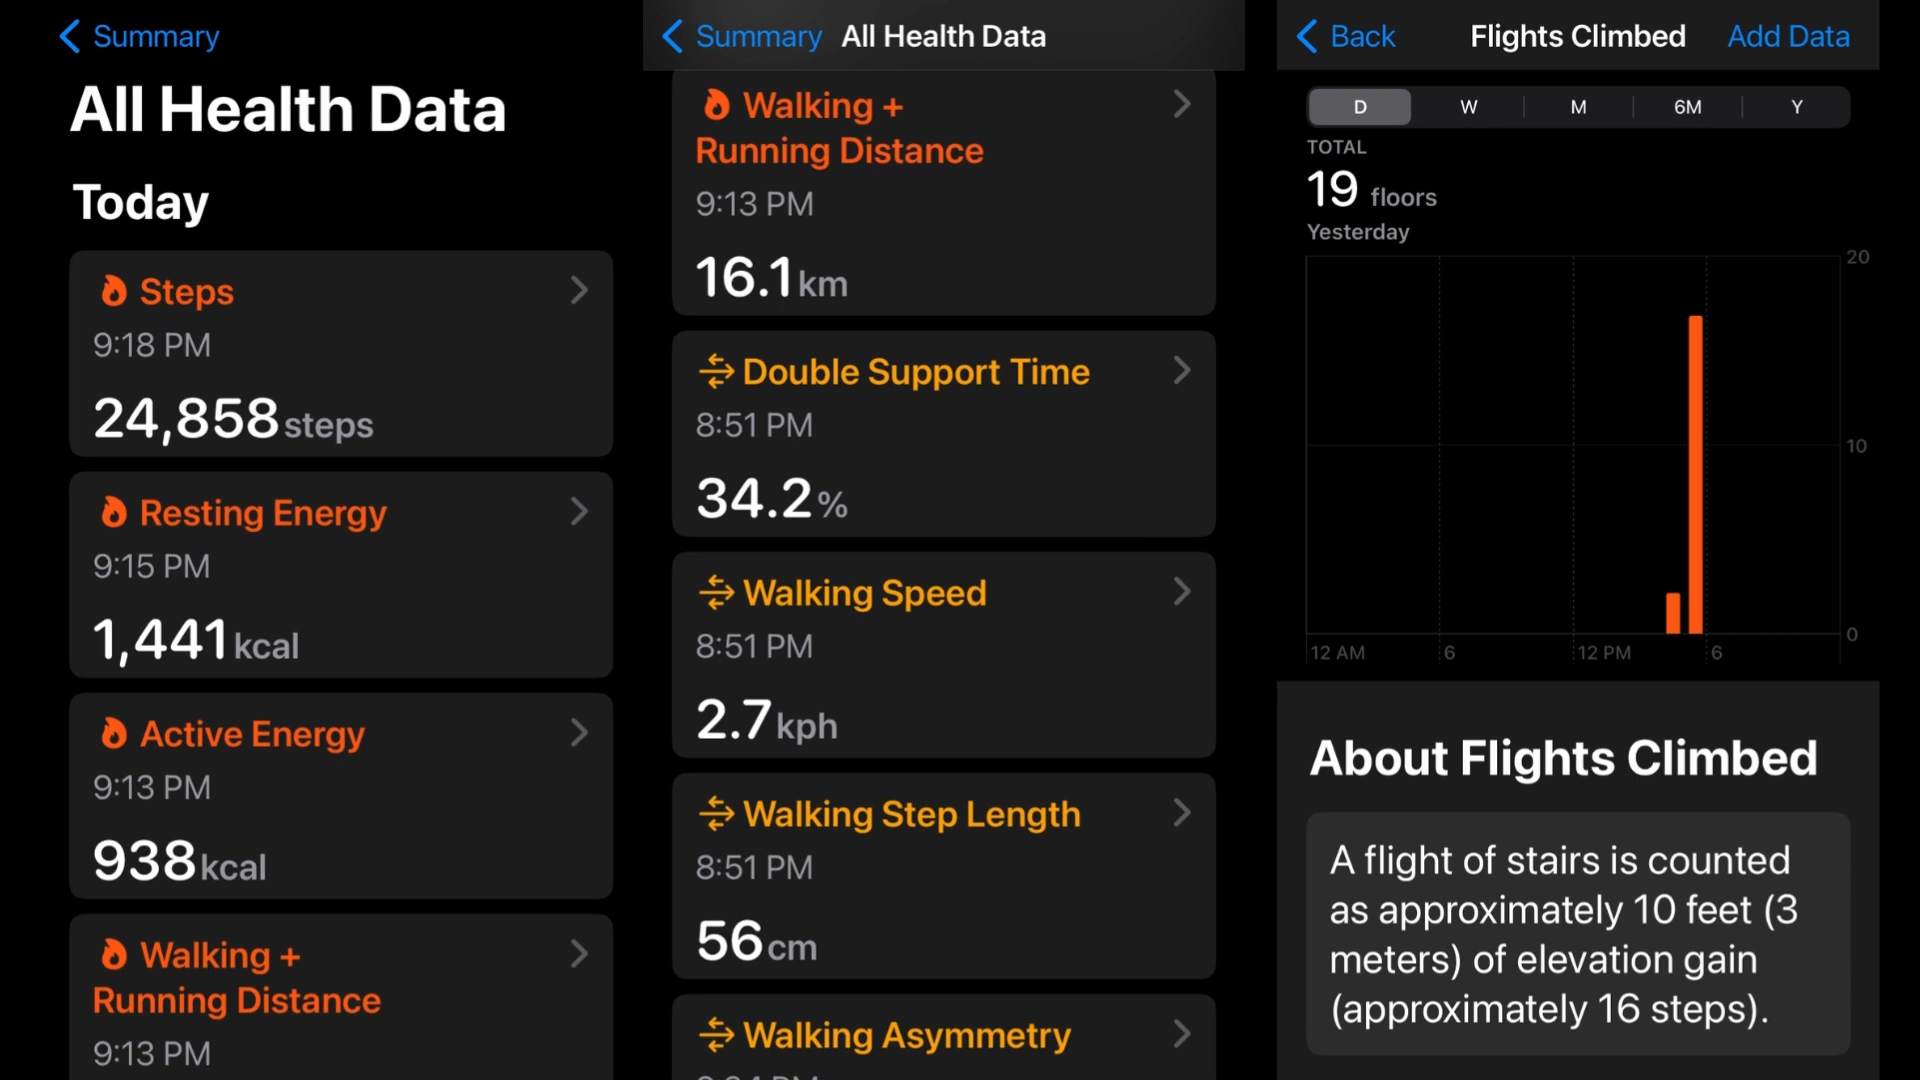 Summary
All Health Data
Today
Steps
9:18 PM
24,858 steps
Resting Energy
9:15 PM
1,441 kcal
Active Energy
9:13 PM
938 kcal
Walking +
Running Distance
9:13 PM
Summary All Health Data
Walking +
Running Distance
9:13 PM
16.1 km
Double Support Time
8:51 PM
34.2 %
Walking Speed
8:51 PM
2.7 kph
Walking Step Length
8:51 PM
56 cm
Walking Asymmetry
Back Flights Climbed Add Data
D W M 6M Y
TOTAL
19 floors
Yesterday
20
10
0
12 AM 6 12 PM 6
About Flights Climbed
A flight of stairs is counted
as approximately 10 feet (3
meters) of elevation gain
(approximately 16 steps).